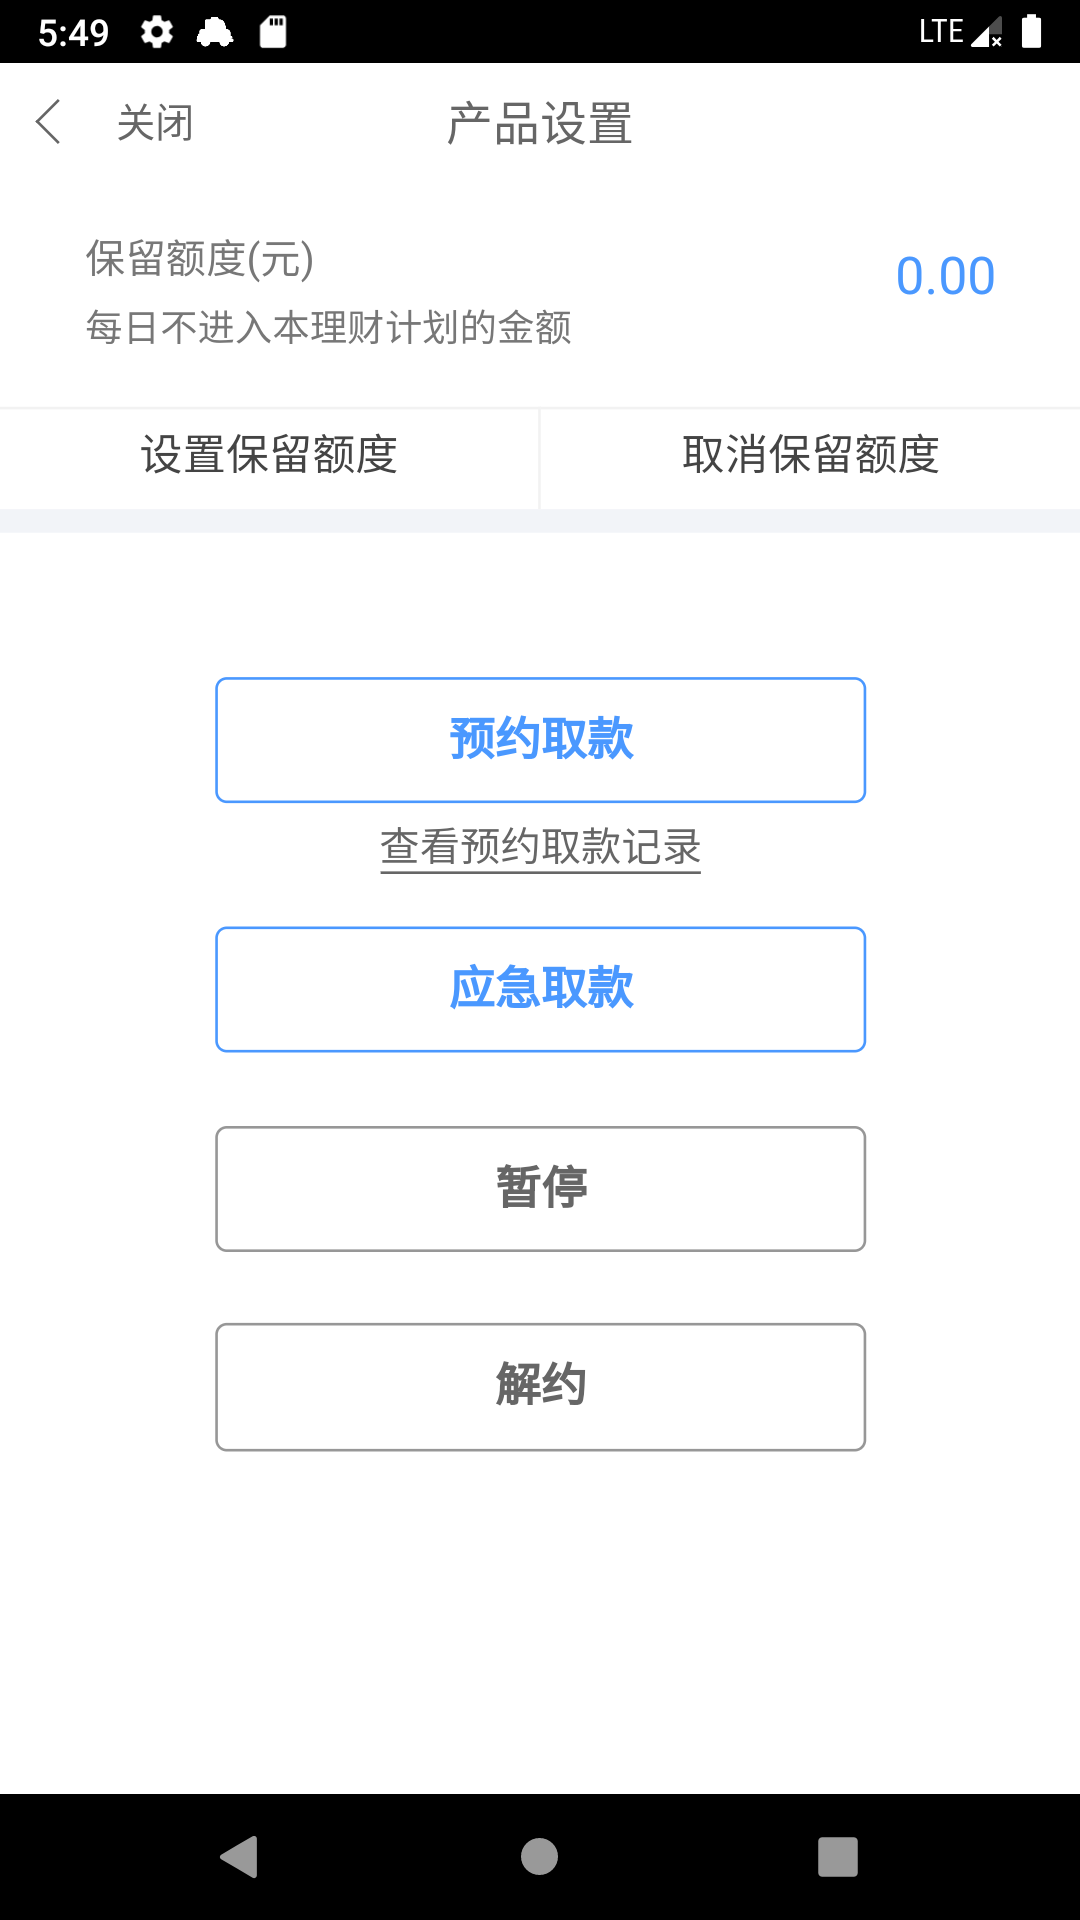 5:49 LTE
关闭 产品设置
保留额度(元)
0.00
每日不进入本理财计划的金额
设置保留额度 取消保留额度
预约取款
查看预约取款记录
应急取款
暂停
解约